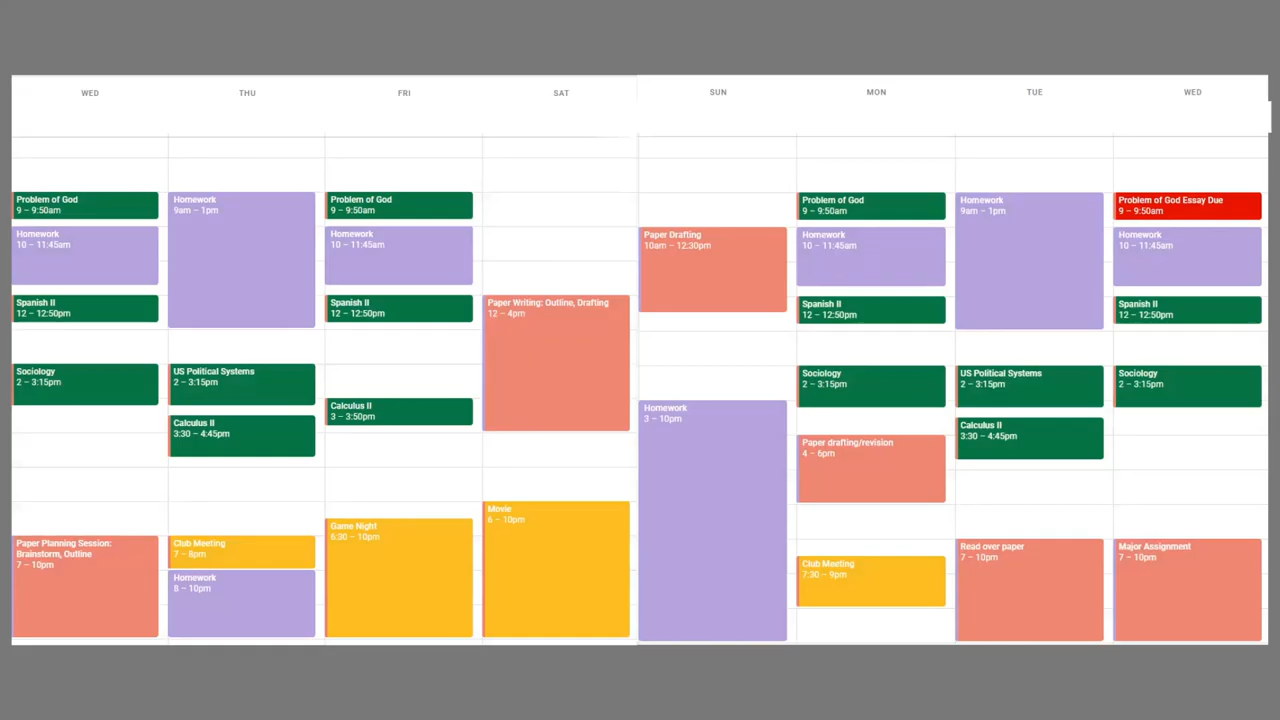 WED
THU
FRI
SAT
SUN
MON
TUE
WED
Problem of God
9 – 9:50am
Homework
10 – 11:45am
Spanish II
12 – 12:50pm
Sociology
2 – 3:15pm
Paper Planning Session:
Brainstorm, Outline
7 – 10pm
Homework
9am – 1pm
US Political Systems
2 – 3:15pm
Calculus II
3:30 – 4:45pm
Club Meeting
7 – 8pm
Homework
8 – 10pm
Problem of God
9 – 9:50am
Homework
10 – 11:45am
Spanish II
12 – 12:50pm
Calculus II
3 – 3:50pm
Game Night
6:30 – 10pm
Paper Writing: Outline, Drafting
12 – 4pm
Movie
6 – 10pm
Paper Drafting
10am – 12:30pm
Homework
3 – 10pm
Problem of God
9 – 9:50am
Homework
10 – 11:45am
Spanish II
12 – 12:50pm
Sociology
2 – 3:15pm
Paper drafting/revision
4 – 6pm
Club Meeting
7:30 – 9pm
Homework
9am – 1pm
US Political Systems
2 – 3:15pm
Calculus II
3:30 – 4:45pm
Read over paper
7 – 10pm
Problem of God Essay Due
9 – 9:50am
Homework
10 – 11:45am
Spanish II
12 – 12:50pm
Sociology
2 – 3:15pm
Major Assignment
7 – 10pm